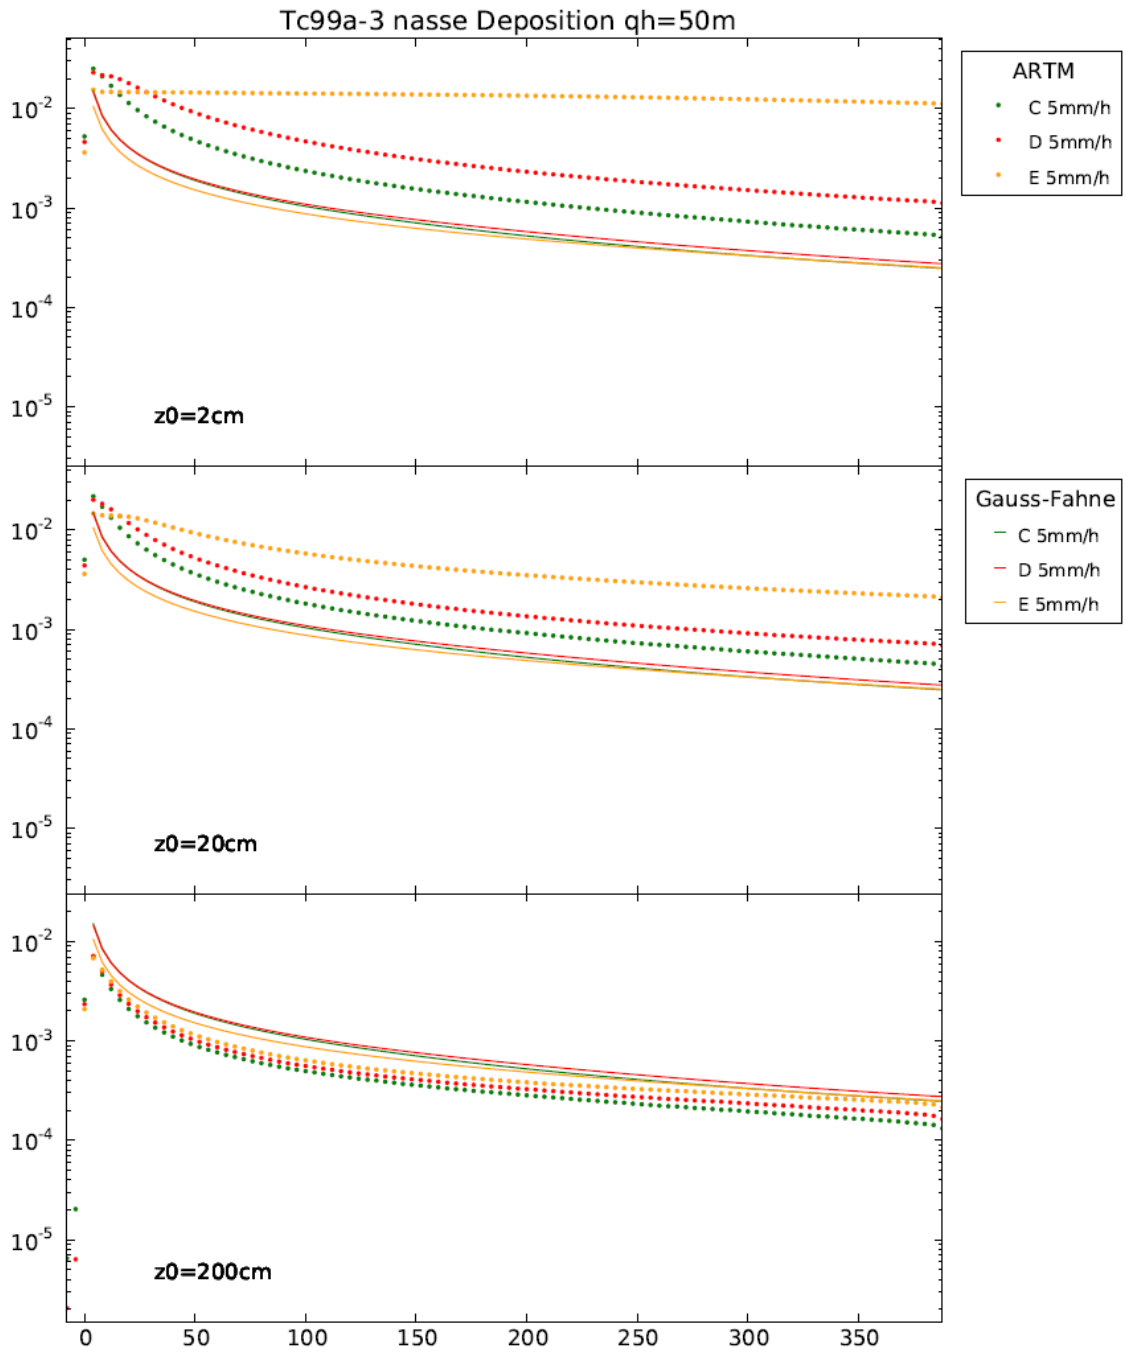 Tc99a-3 nasse Deposition qh=50m
10^-2
10^-3
10^-4
10^-5
z0=2cm
ARTM
C 5mm/h
D 5mm/h
E 5mm/h
10^-2
10^-3
10^-4
10^-5
z0=20cm
Gauss-Fahne
C 5mm/h
D 5mm/h
E 5mm/h
10^-2
10^-3
10^-4
10^-5
z0=200cm
0 50 100 150 200 250 300 350